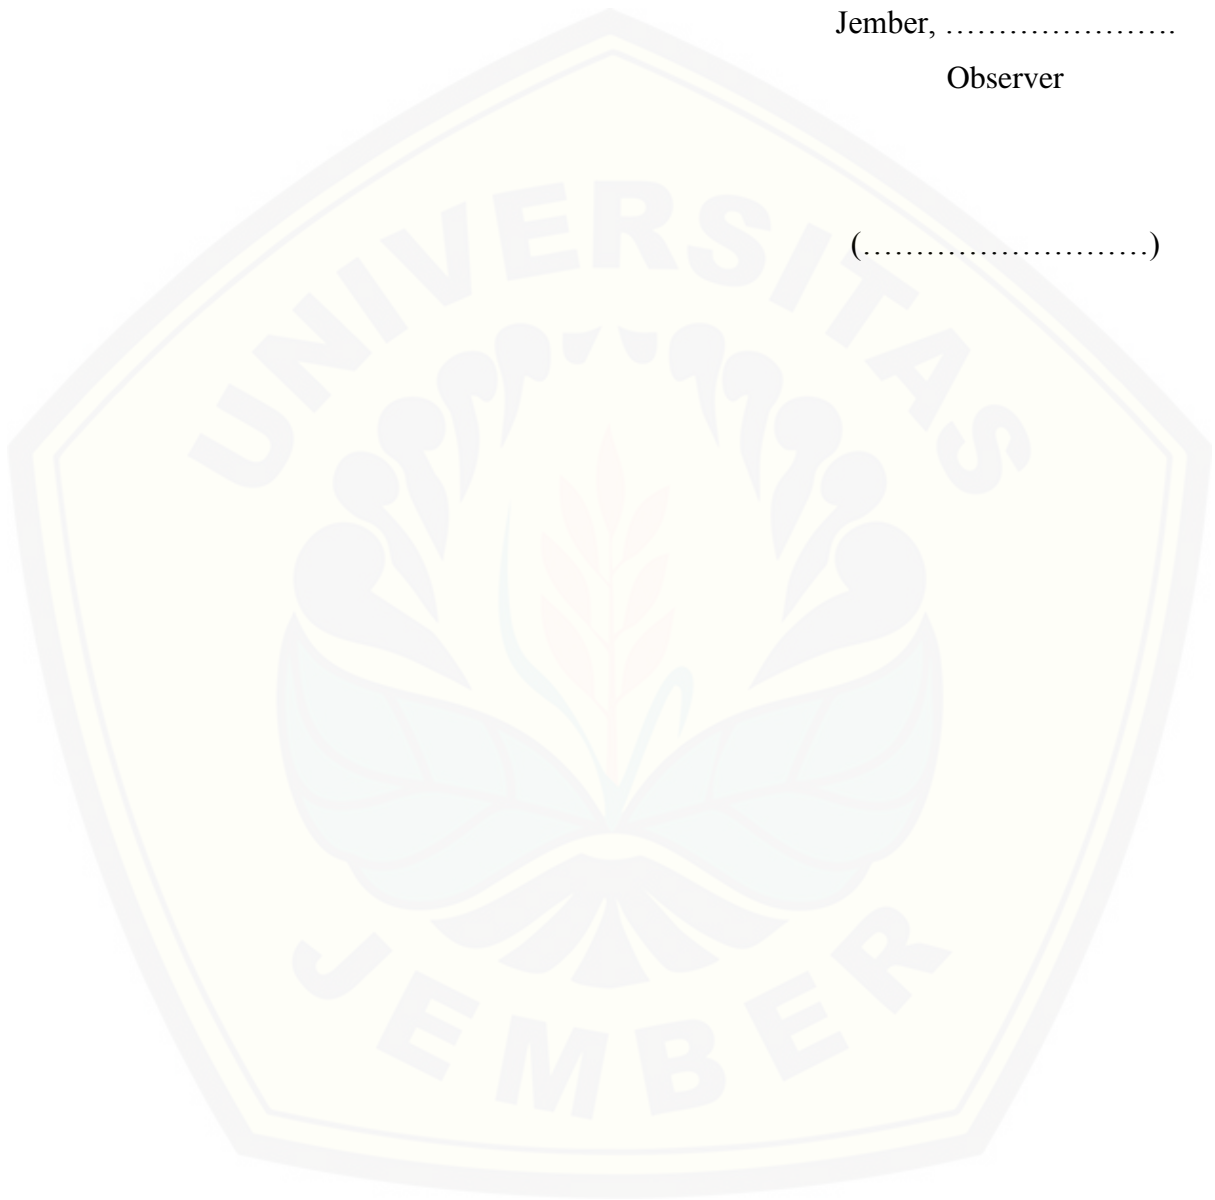 Jember, ………………….
Observer
(………………………)
UNIVERSITAS
JEMBER